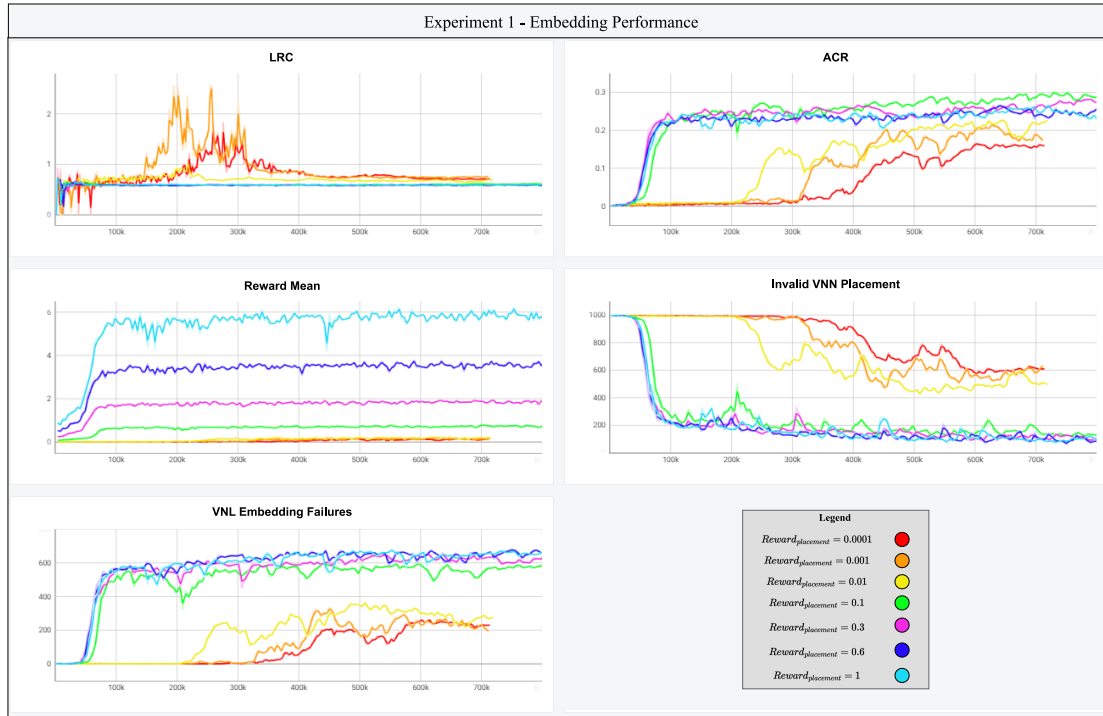 Experiment 1 - Embedding Performance
LRC
2
1
0
100k 200k 300k 400k 500k 600k 700k
ACR
0.3
0.2
0.1
0
100k 200k 300k 400k 500k 600k 700k
Reward Mean
6
4
2
0
100k 200k 300k 400k 500k 600k 700k
Invalid VNN Placement
1000
800
600
400
200
100k 200k 300k 400k 500k 600k 700k
VNL Embedding Failures
600
400
200
0
100k 200k 300k 400k 500k 600k 700k
Legend
Reward_placement = 0.0001
Reward_placement = 0.001
Reward_placement = 0.01
Reward_placement = 0.1
Reward_placement = 0.3
Reward_placement = 0.6
Reward_placement = 1